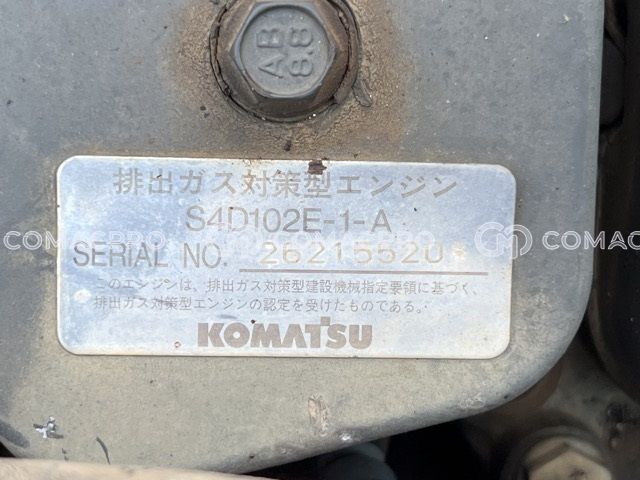 AB
8.8
排出ガス対策型エンジン
S4D102E-1-A
SERIAL NO. 26215520*
このエンジンは、排出ガス対策型建設機械指定要領に基づく、
排出ガス対策型エンジンの認定を受けたものである。
KOMATSU
COMACPRO COMACPRO COMAC